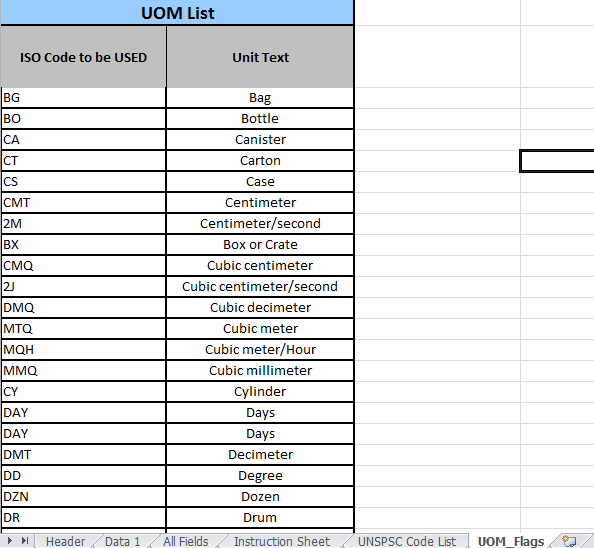 UOM List
ISO Code to be USED Unit Text
BG Bag
BO Bottle
CA Canister
CT Carton
CS Case
CMT Centimeter
2M Centimeter/second
BX Box or Crate
CMQ Cubic centimeter
2J Cubic centimeter/second
DMQ Cubic decimeter
MTQ Cubic meter
MQH Cubic meter/Hour
MMQ Cubic millimeter
CY Cylinder
DAY Days
DAY Days
DMT Decimeter
DD Degree
DZN Dozen
DR Drum
Header Data 1 All Fields Instruction Sheet UNSPSC Code List UOM_Flags